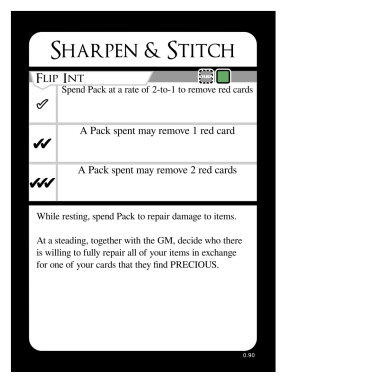 Sharpen & Stitch
Flip Int
Spend Pack at a rate of 2-to-1 to remove red cards
A Pack spent may remove 1 red card
A Pack spent may remove 2 red cards
While resting, spend Pack to repair damage to items.
At a steading, together with the GM, decide who there
is willing to fully repair all of your items in exchange
for one of your cards that they find PRECIOUS.
0.90